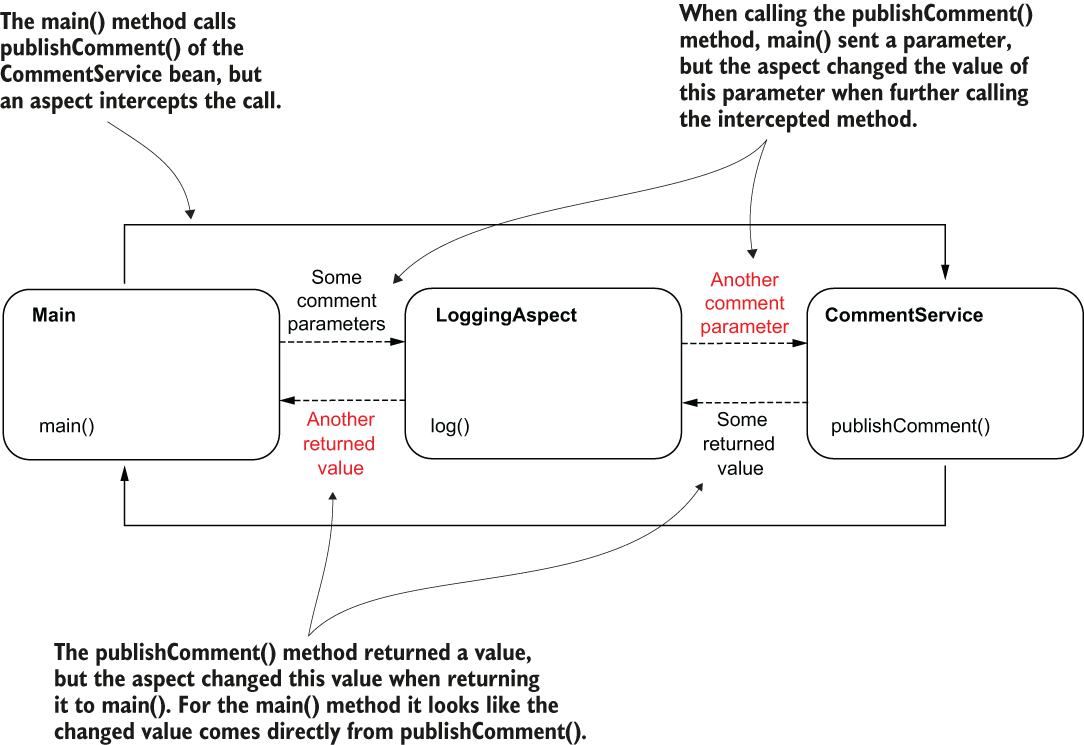 The main() method calls
publishComment() of the
CommentService bean, but
an aspect intercepts the call.
When calling the publishComment()
method, main() sent a parameter,
but the aspect changed the value of
this parameter when further calling
the intercepted method.
Main
main()
Some
comment
parameters
Another
returned
value
LoggingAspect
log()
Another
comment
parameter
Some
returned
value
CommentService
publishComment()
The publishComment() method returned a value,
but the aspect changed this value when returning
it to main(). For the main() method it looks like the
changed value comes directly from publishComment().